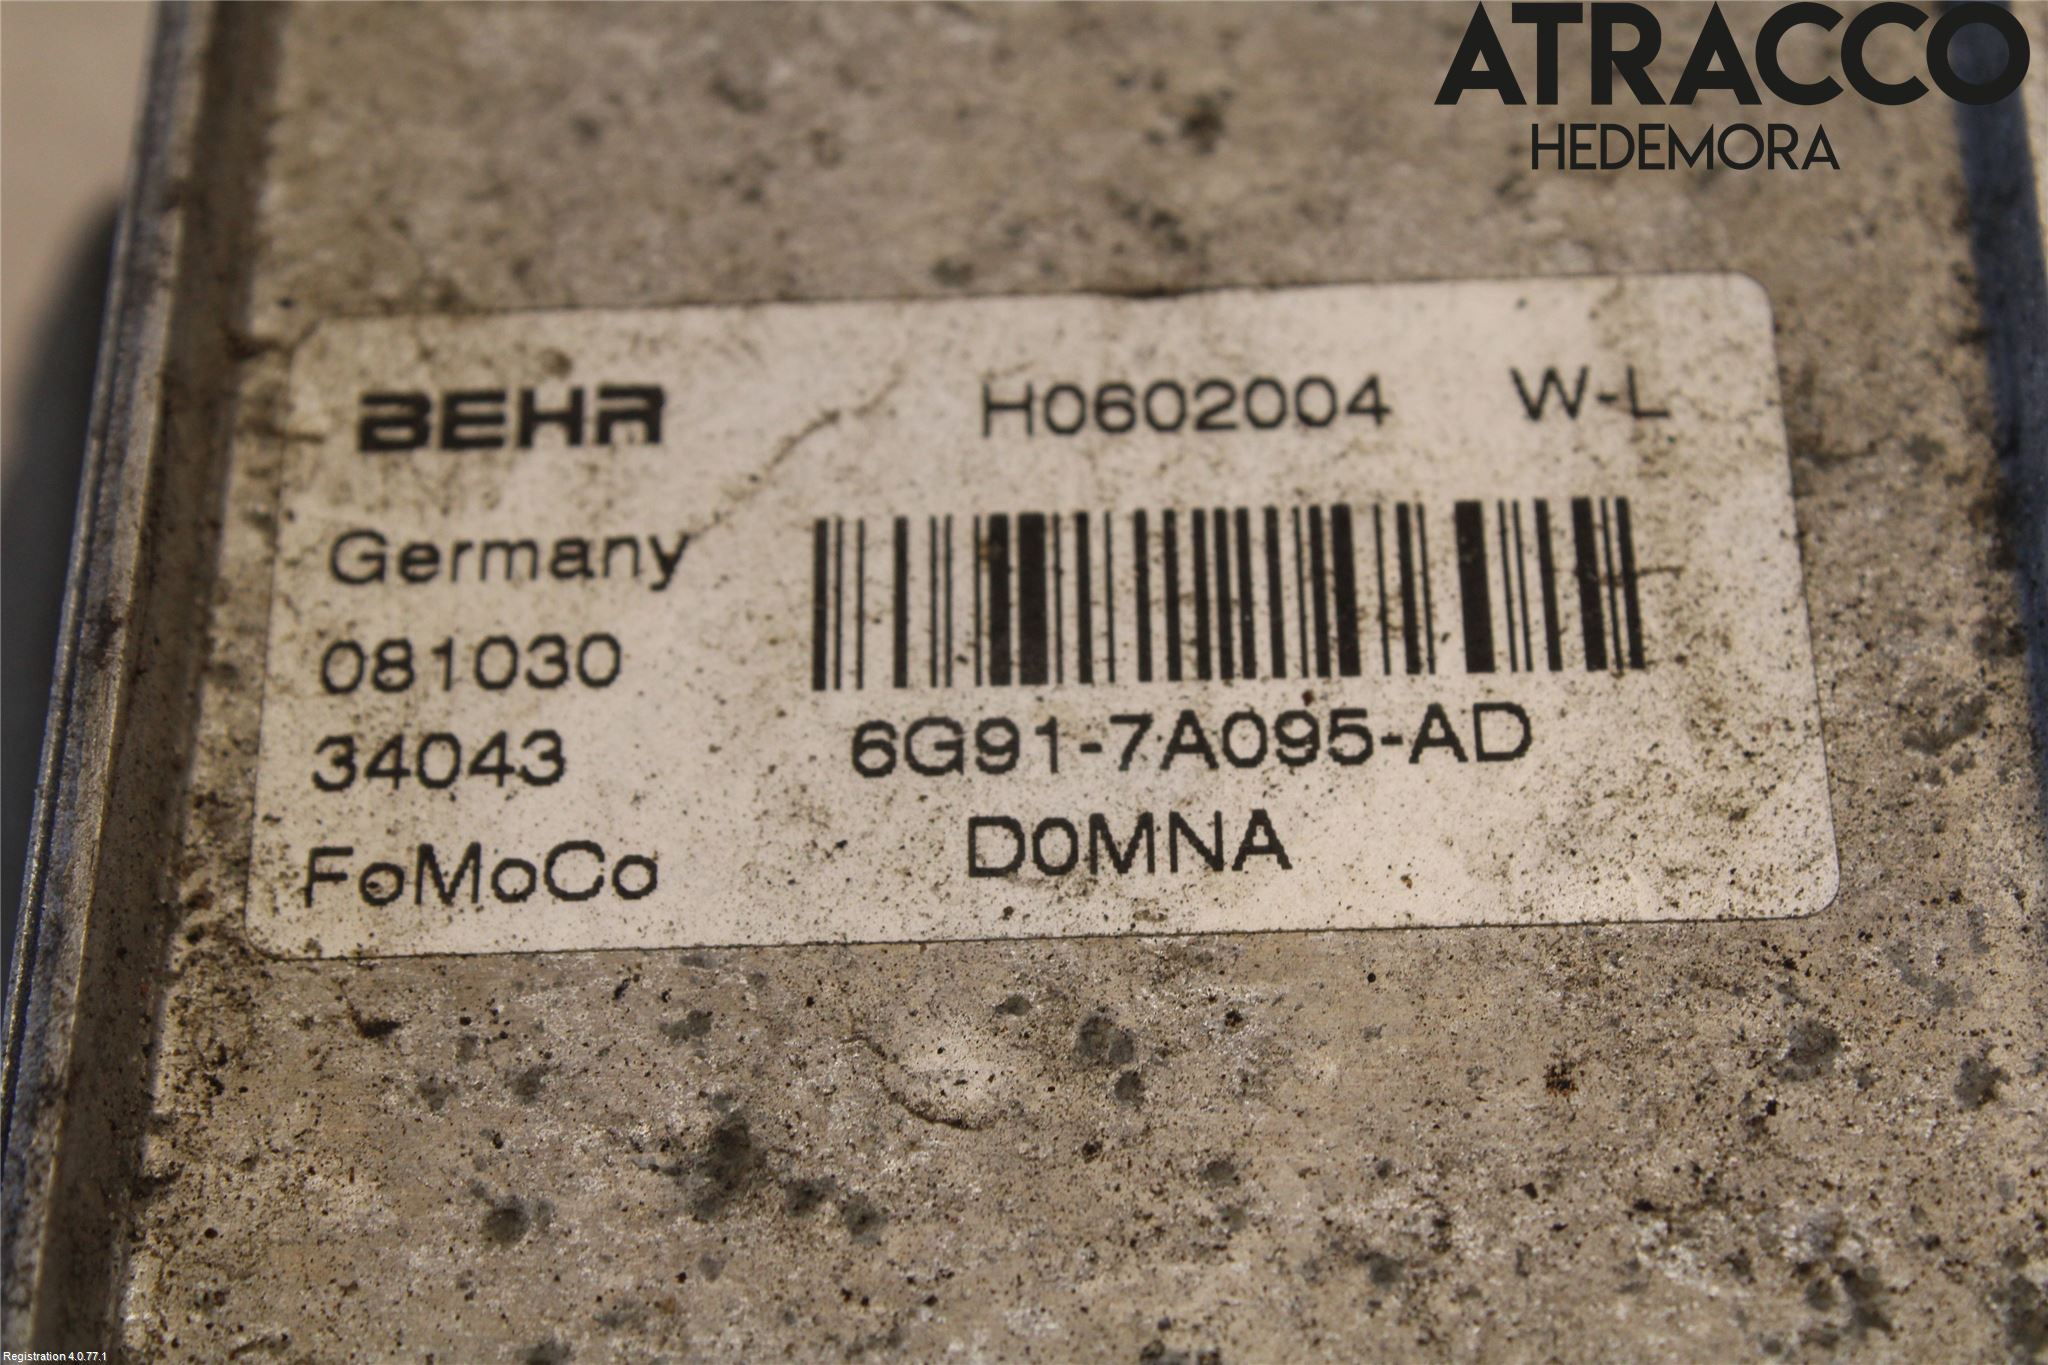 ATRACCO
HEDEMORA
BEHR H0602004 W-L
Germany
081030
34043 6G91-7A095-AD
FoMoCo D0MNA
Registration 4.0.77.1